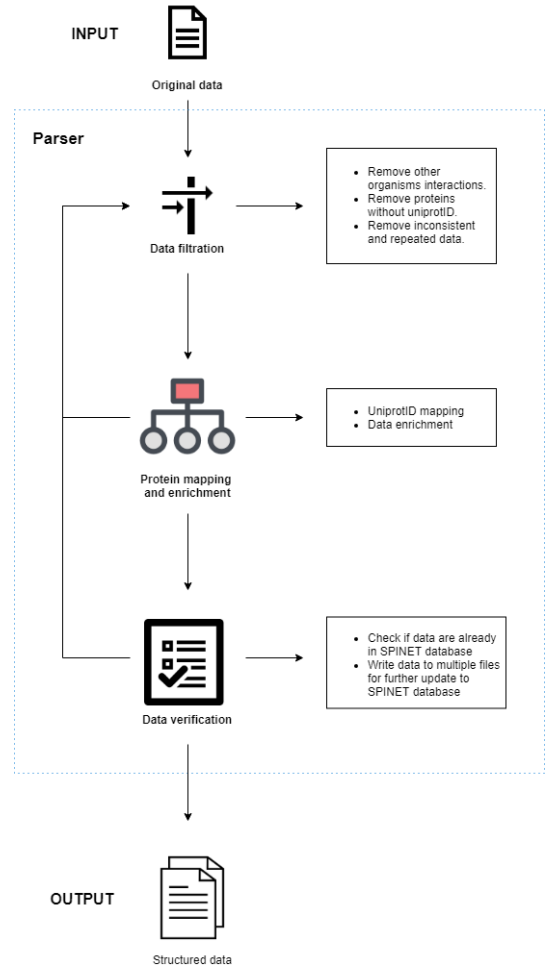 INPUT
Original data
Parser
• Remove other
organisms interactions.
• Remove proteins
without uniprotID.
• Remove inconsistent
and repeated data.
Data filtration
• UniprotID mapping
• Data enrichment
Protein mapping
and enrichment
• Check if data are already
in SPINET database
• Write data to multiple files
for further update to
SPINET database
Data verification
OUTPUT
Structured data